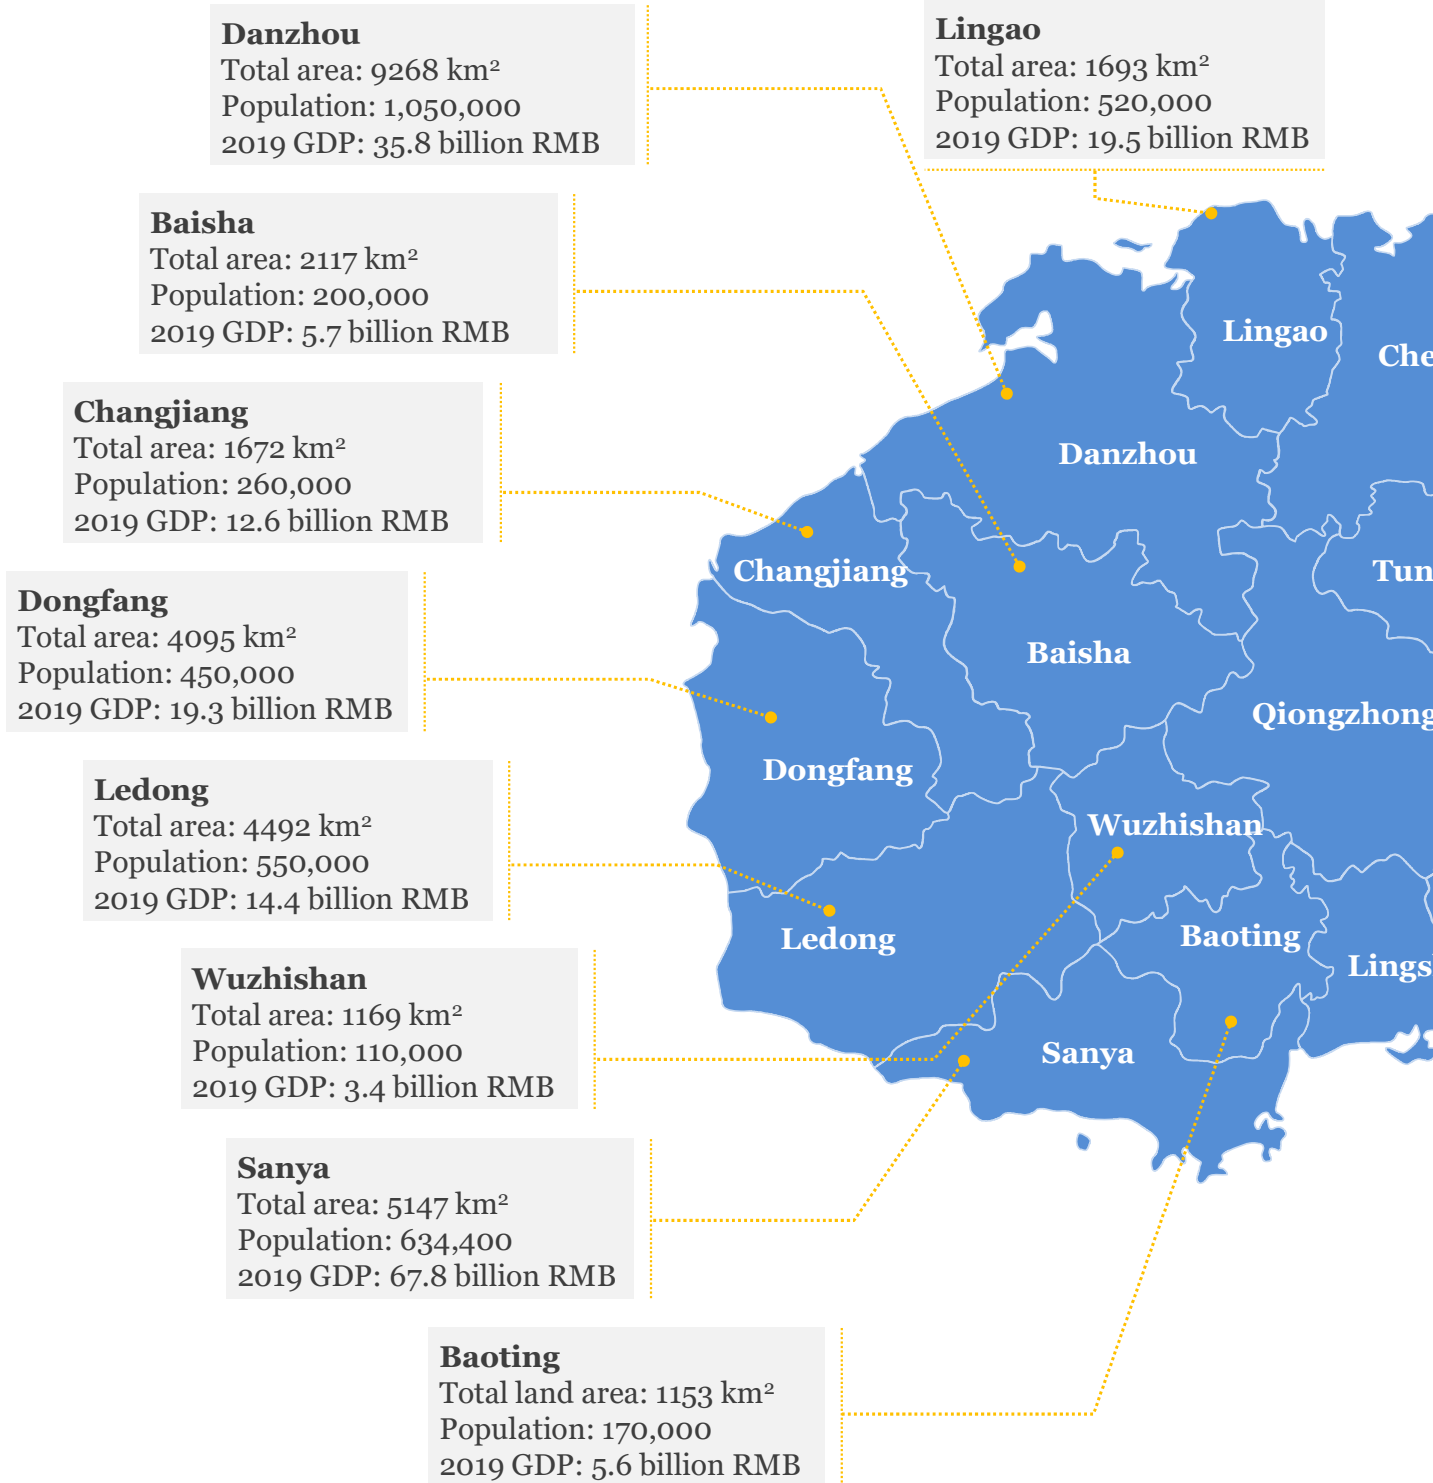 Danzhou
Total area: 9268 km²
Population: 1,050,000
2019 GDP: 35.8 billion RMB
Lingao
Total area: 1693 km²
Population: 520,000
2019 GDP: 19.5 billion RMB
Baisha
Total area: 2117 km²
Population: 200,000
2019 GDP: 5.7 billion RMB
Changjiang
Total area: 1672 km²
Population: 260,000
2019 GDP: 12.6 billion RMB
Dongfang
Total area: 4095 km²
Population: 450,000
2019 GDP: 19.3 billion RMB
Ledong
Total area: 4492 km²
Population: 550,000
2019 GDP: 14.4 billion RMB
Wuzhishan
Total area: 1169 km²
Population: 110,000
2019 GDP: 3.4 billion RMB
Sanya
Total area: 5147 km²
Population: 634,400
2019 GDP: 67.8 billion RMB
Baoting
Total land area: 1153 km²
Population: 170,000
2019 GDP: 5.6 billion RMB
Lingao
Che
Danzhou
Changjiang
Tun
Baisha
Qiongzhong
Dongfang
Wuzhishan
Ledong
Baoting
Lings
Sanya